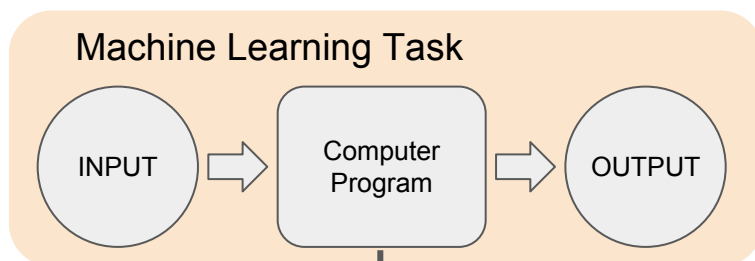 Machine Learning Task
INPUT
Computer
Program
OUTPUT